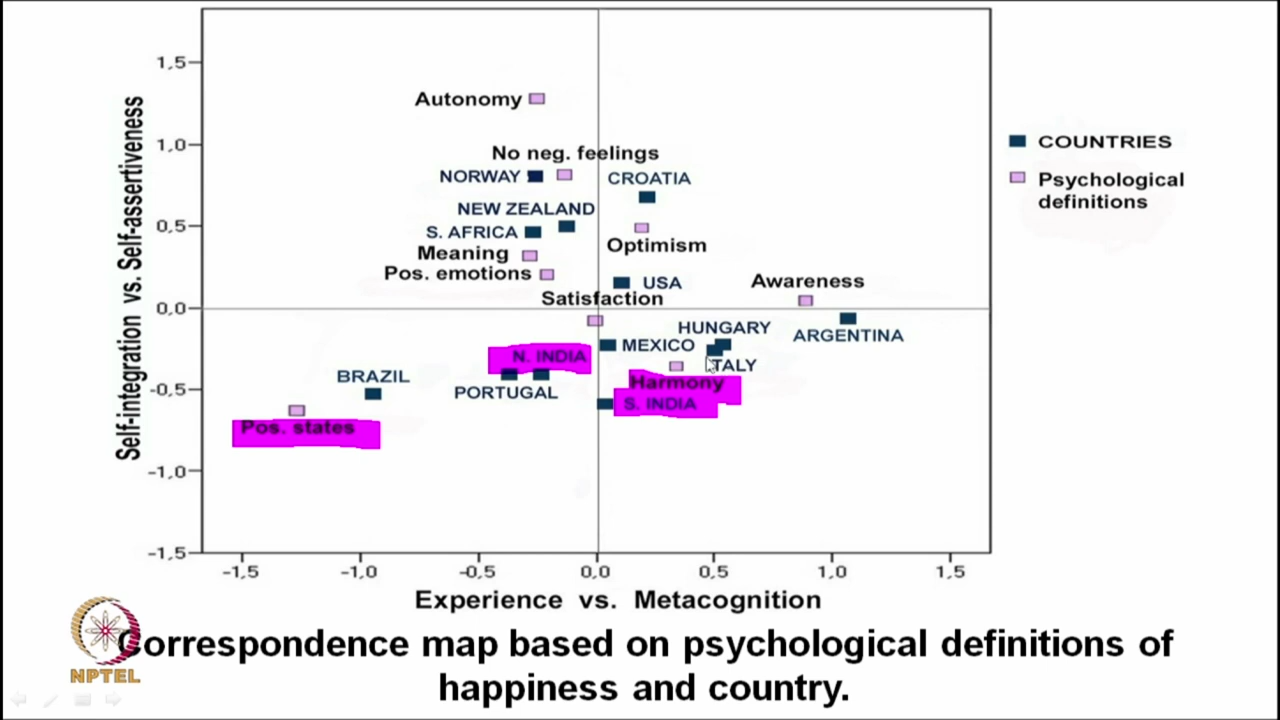 1,5
Autonomy
1,0
No neg. feelings
NORWAY
CROATIA
NEW ZEALAND
0,5
S. AFRICA
Meaning
Optimism
Pos. emotions
USA
Awareness
Satisfaction
0,0
HUNGARY
ARGENTINA
MEXICO
N. INDIA
ITALY
BRAZIL
Harmony
-0,5
PORTUGAL
S. INDIA
Pos. states
-1,0
-1,5
-1,5 -1,0 -0,5 0,0 0,5 1,0 1,5
Self-integration vs. Self-assertiveness
Experience vs. Metacognition
COUNTRIES
Psychological
definitions
Correspondence map based on psychological definitions of
happiness and country.
NPTEL